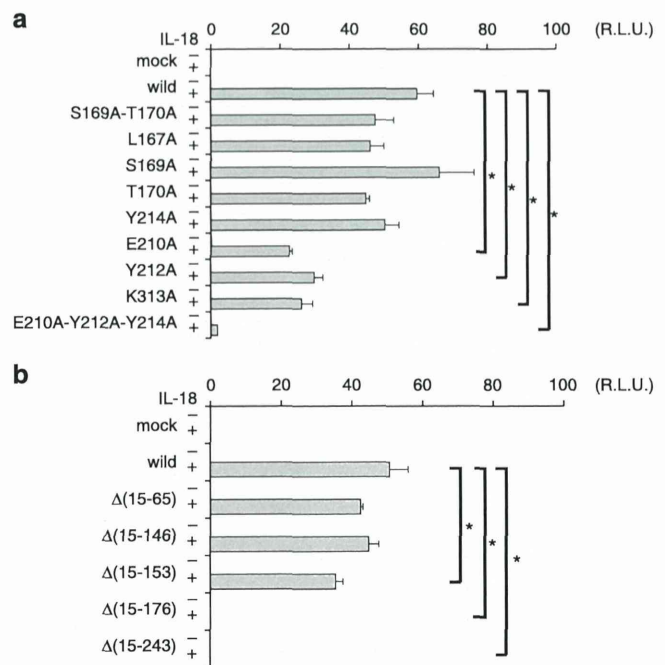 a
IL-18 0 20 40 60 80 100 (R.L.U.)
mock − +
wild − +
S169A-T170A − +
L167A − +
S169A − +
T170A − +
Y214A − +
E210A − +
Y212A − +
K313A − +
E210A-Y212A-Y214A − +
* * * *
b
IL-18 0 20 40 60 80 100 (R.L.U.)
mock − +
wild − +
Δ(15-65) − +
Δ(15-146) − +
Δ(15-153) − +
Δ(15-176) − +
Δ(15-243) − +
* * *